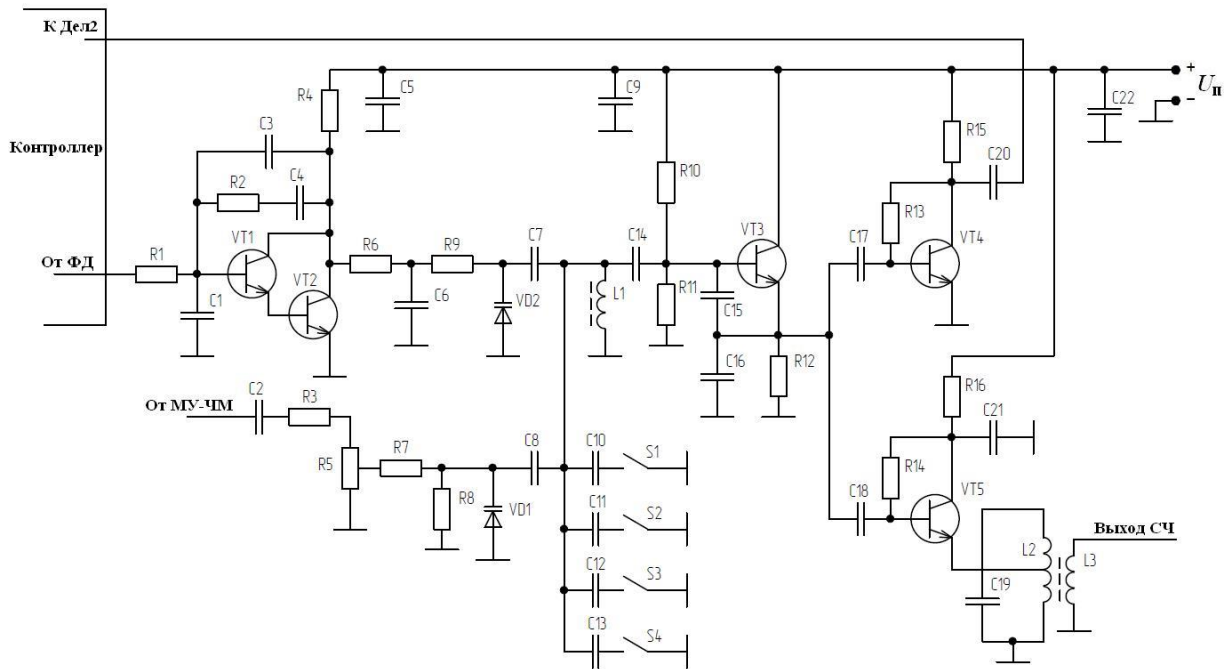 К Дел2
C5
C9
+
Uп
–
C22
R4
R15
C3
C20
Контроллер
R10
R2
C4
R13
VT1
R6
R9
C7
C14
VT3
C17
VT4
От ФД
R1
VT2
C1
C6
VD2
L1
R11
C15
C16
R12
C2
R3
R16
От МУ-ЧМ
C21
R7
C8
C10
S1
R5
R14
R8
VD1
C18
VT5
C11
S2
L2
Выход СЧ
C12
S3
C19
L3
C13
S4